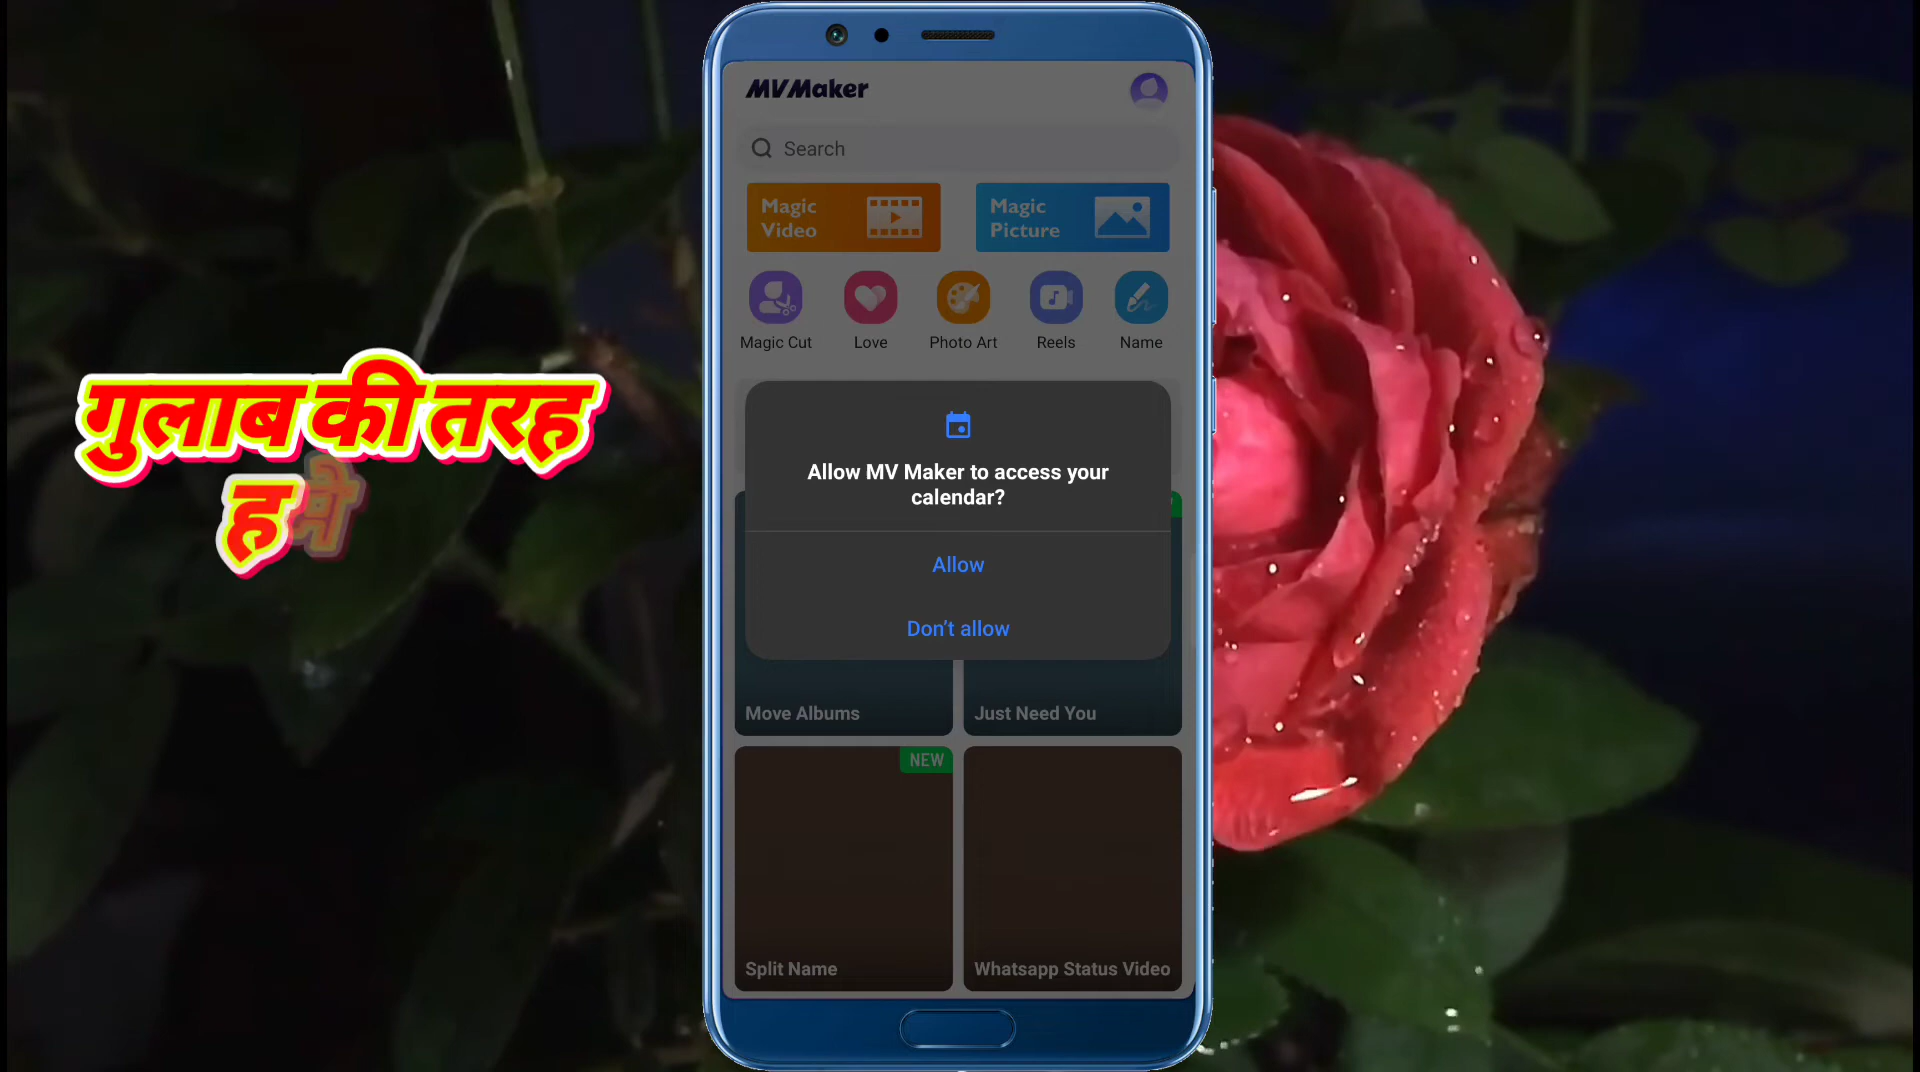 गुलाब की तरह
हमे
MVMaker
Search
Magic
Video
Magic
Picture
Magic Cut
Love
Photo Art
Reels
Name
Allow MV Maker to access your
calendar?
Allow
Don't allow
Move Albums
Just Need You
NEW
Split Name
Whatsapp Status Video